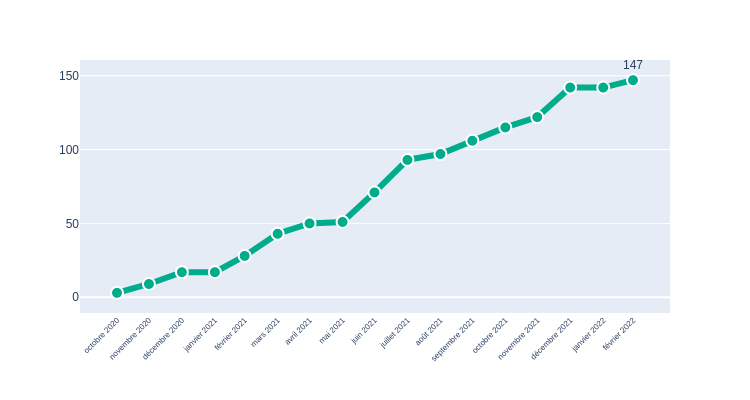 147
150
100
50
0
octobre 2020
novembre 2020
décembre 2020
janvier 2021
février 2021
mars 2021
avril 2021
mai 2021
juin 2021
juillet 2021
août 2021
septembre 2021
octobre 2021
novembre 2021
décembre 2021
janvier 2022
février 2022